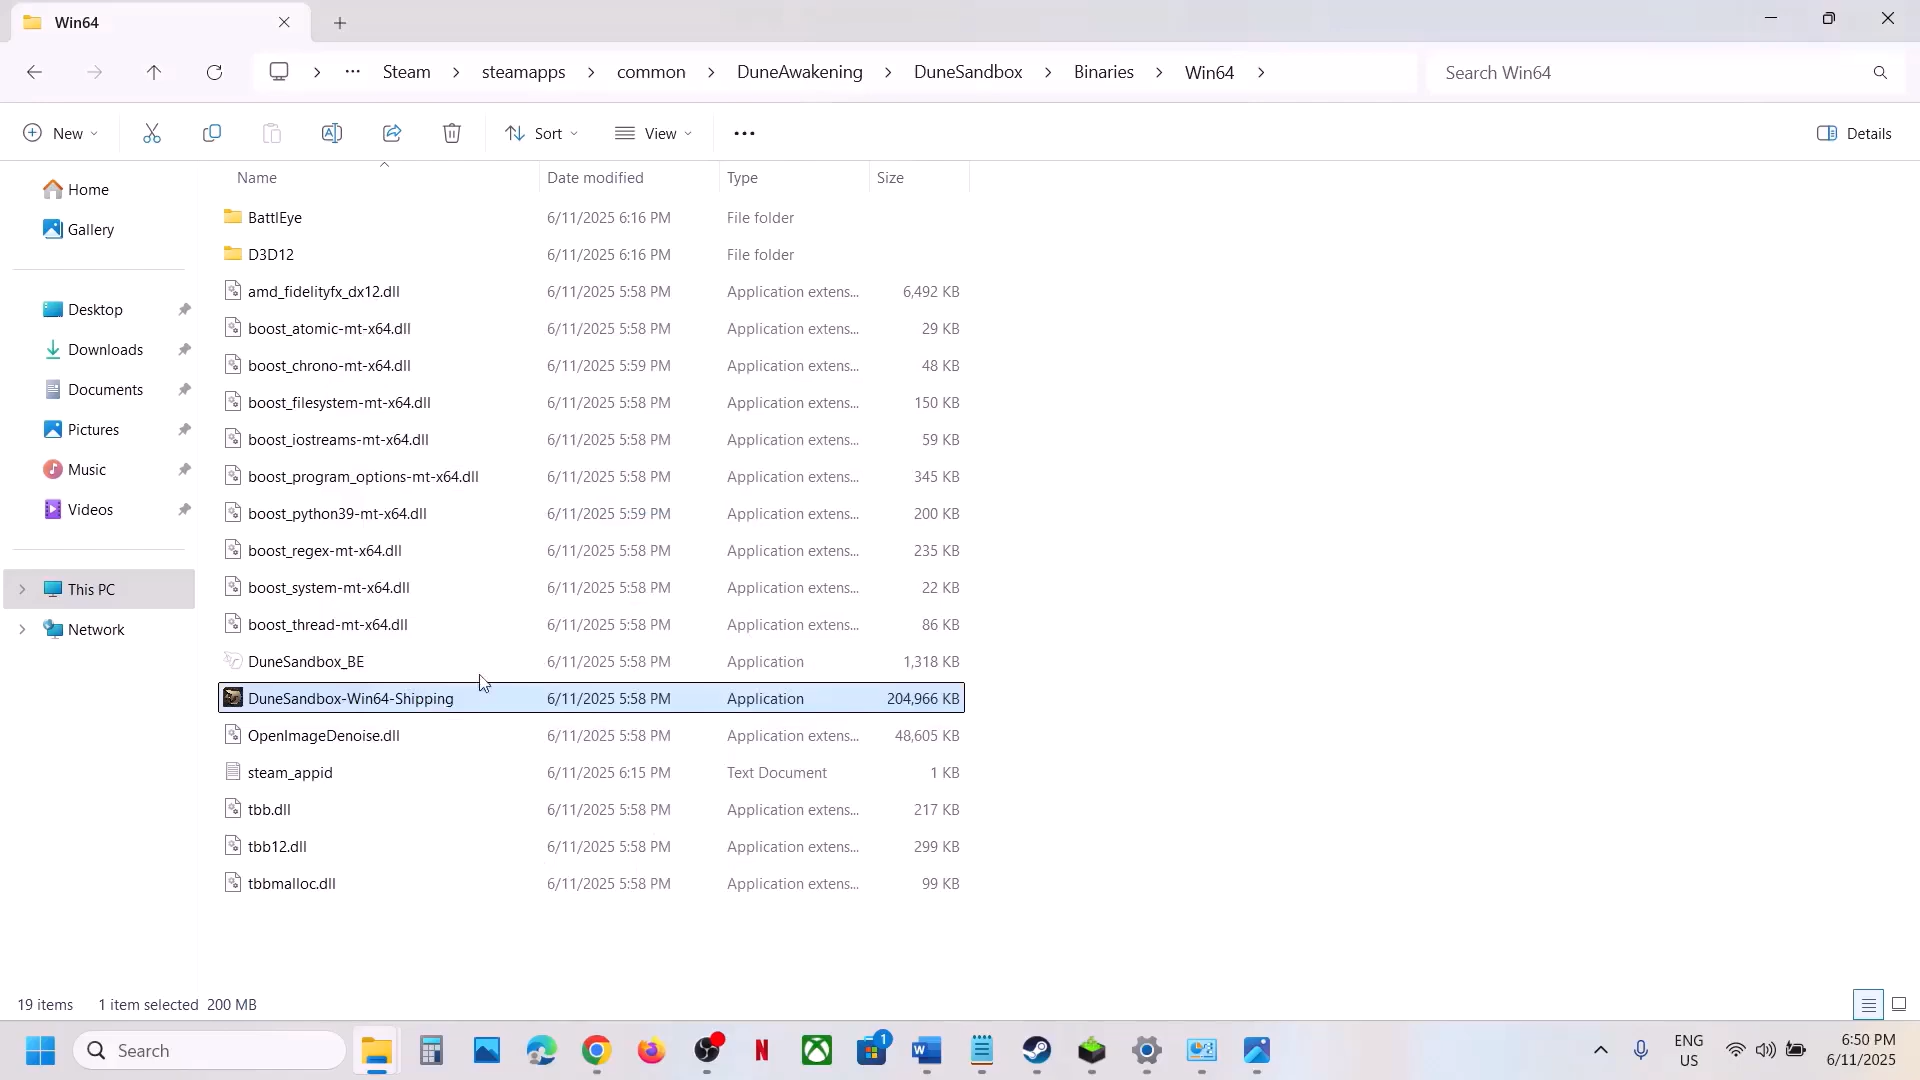 Win64
Steam > steamapps > common > DuneAwakening > DuneSandbox > Binaries > Win64 >
Search Win64
New
Sort
View
Details
Name Date modified Type Size
Home
Gallery
Desktop
Downloads
Documents
Pictures
Music
Videos
This PC
Network
BattlEye 6/11/2025 6:16 PM File folder
D3D12 6/11/2025 6:16 PM File folder
amd_fidelityfx_dx12.dll 6/11/2025 5:58 PM Application extens... 6,492 KB
boost_atomic-mt-x64.dll 6/11/2025 5:58 PM Application extens... 29 KB
boost_chrono-mt-x64.dll 6/11/2025 5:59 PM Application extens... 48 KB
boost_filesystem-mt-x64.dll 6/11/2025 5:58 PM Application extens... 150 KB
boost_iostreams-mt-x64.dll 6/11/2025 5:58 PM Application extens... 59 KB
boost_program_options-mt-x64.dll 6/11/2025 5:58 PM Application extens... 345 KB
boost_python39-mt-x64.dll 6/11/2025 5:59 PM Application extens... 200 KB
boost_regex-mt-x64.dll 6/11/2025 5:58 PM Application extens... 235 KB
boost_system-mt-x64.dll 6/11/2025 5:58 PM Application extens... 22 KB
boost_thread-mt-x64.dll 6/11/2025 5:58 PM Application extens... 86 KB
DuneSandbox_BE 6/11/2025 5:58 PM Application 1,318 KB
DuneSandbox-Win64-Shipping 6/11/2025 5:58 PM Application 204,966 KB
OpenImageDenoise.dll 6/11/2025 5:58 PM Application extens... 48,605 KB
steam_appid 6/11/2025 6:15 PM Text Document 1 KB
tbb.dll 6/11/2025 5:58 PM Application extens... 217 KB
tbb12.dll 6/11/2025 5:58 PM Application extens... 299 KB
tbbmalloc.dll 6/11/2025 5:58 PM Application extens... 99 KB
19 items 1 item selected 200 MB
Search
1
ENG
US
6:50 PM
6/11/2025